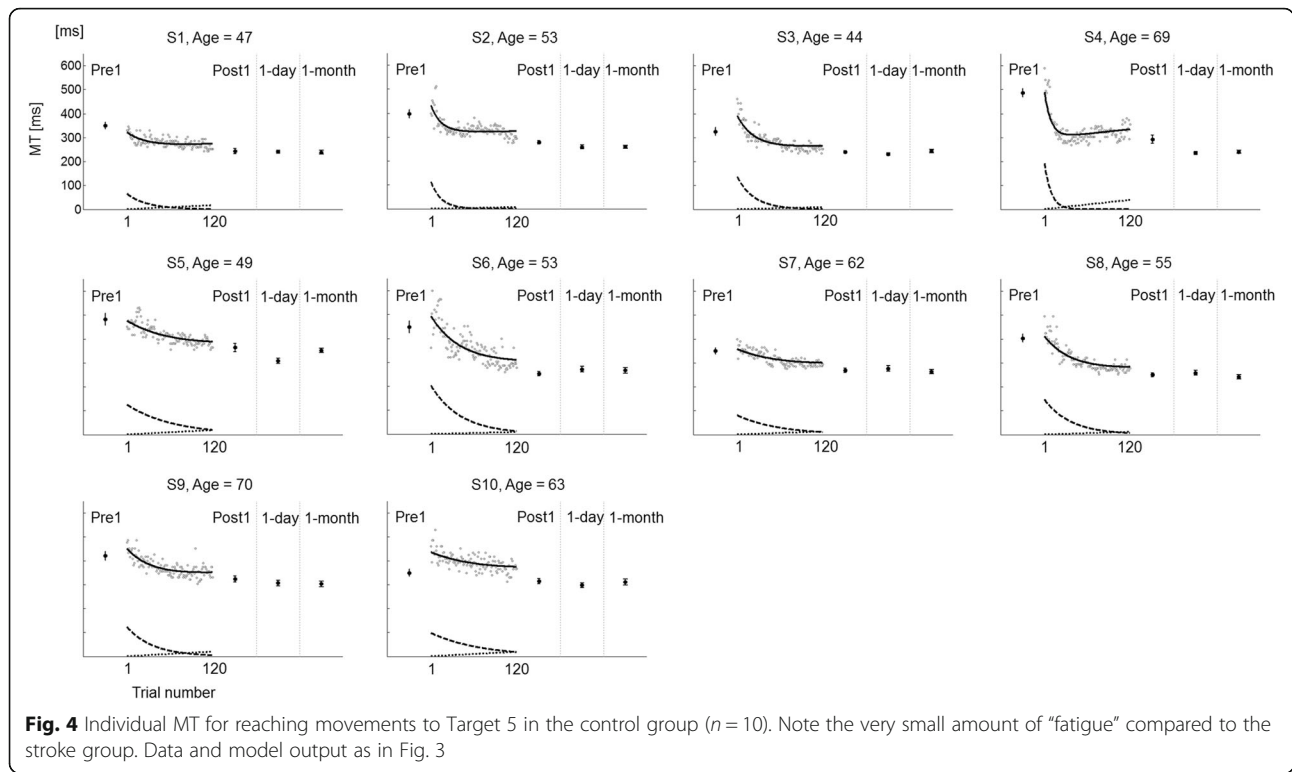 [ms]
S1, Age = 47
S2, Age = 53
S3, Age = 44
S4, Age = 69
600
500
400
300
200
100
0
MT [ms]
Pre1 Post1 1-day 1-month
Pre1 Post1 1-day 1-month
Pre1 Post1 1-day 1-month
Pre1 Post1 1-day 1-month
1 120
1 120
1 120
1 120
S5, Age = 49
S6, Age = 53
S7, Age = 62
S8, Age = 55
Pre1 Post1 1-day 1-month
Pre1 Post1 1-day 1-month
Pre1 Post1 1-day 1-month
Pre1 Post1 1-day 1-month
1 120
1 120
1 120
1 120
S9, Age = 70
S10, Age = 63
Pre1 Post1 1-day 1-month
Pre1 Post1 1-day 1-month
1 120
1 120
Trial number
Fig. 4 Individual MT for reaching movements to Target 5 in the control group (n = 10). Note the very small amount of “fatigue” compared to the
stroke group. Data and model output as in Fig. 3